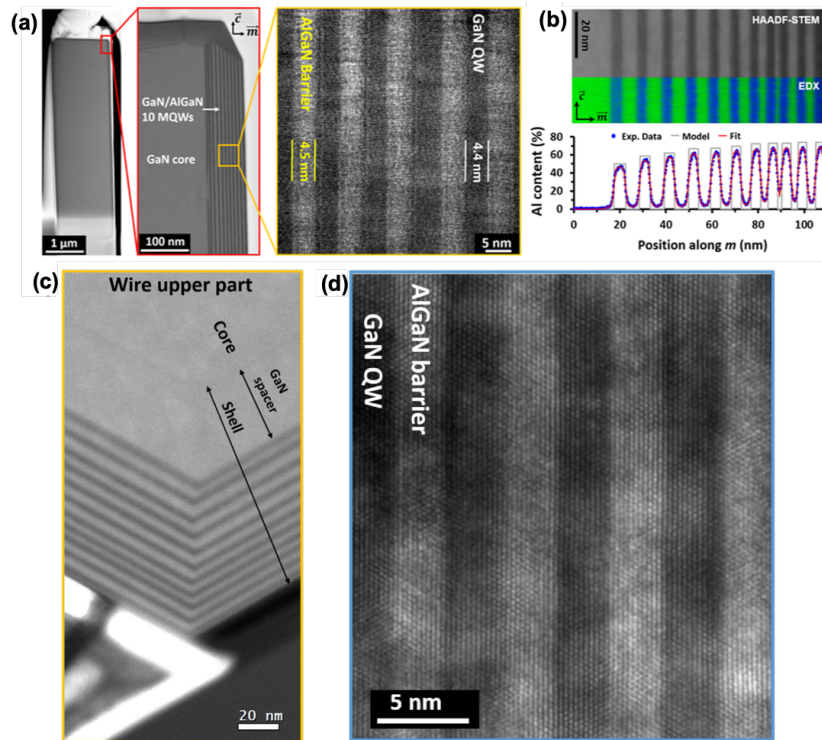 (a)
c
m
GaN/AlGaN
10 MQWs
GaN core
1 µm
100 nm
AlGaN Barrier
GaN QW
4.5 nm
4.4 nm
5 nm
(b)
20 nm
HAADF-STEM
EDX
c
m
Exp. Data Model Fit
Al content (%)
80
60
40
20
0
0 20 40 60 80 100
Position along m (nm)
(c)
Wire upper part
Core
GaN
spacer
Shell
20 nm
(d)
GaN QW
AlGaN barrier
5 nm